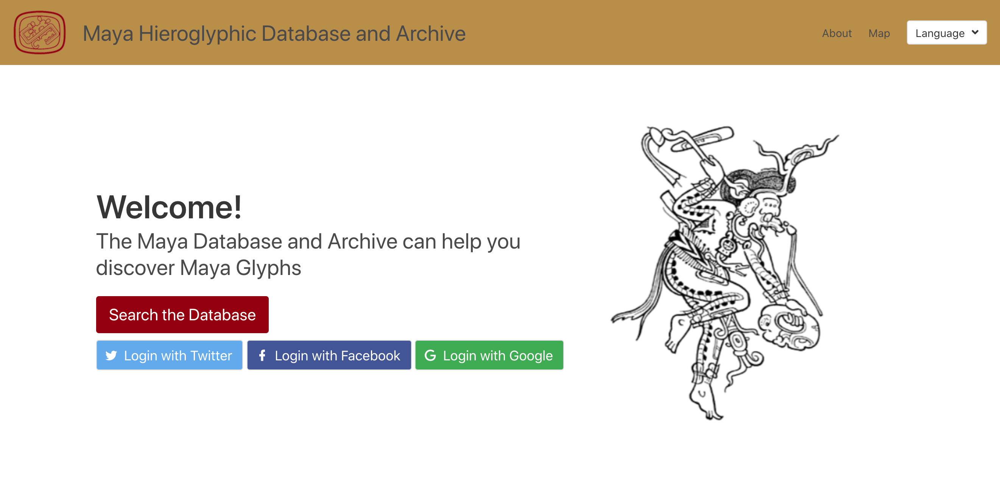 Maya Hieroglyphic Database and Archive
About
Map
Language
Welcome!
The Maya Database and Archive can help you
discover Maya Glyphs
Search the Database
Login with Twitter
Login with Facebook
Login with Google